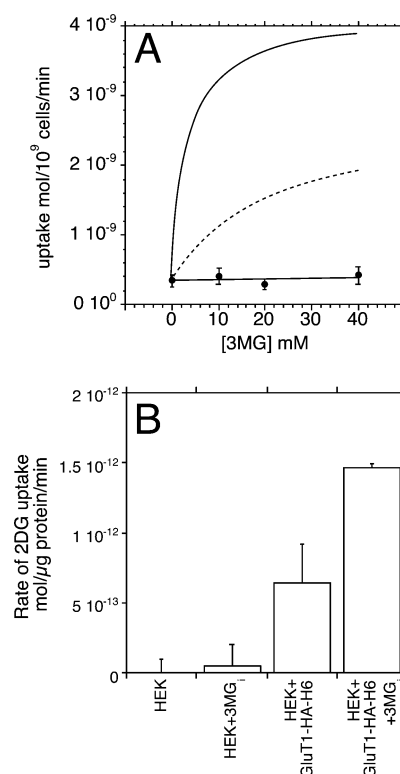 A
4 10⁻⁹
3 10⁻⁹
2 10⁻⁹
1 10⁻⁹
0 10⁰
uptake mol/10⁹ cells/min
0 10 20 30 40
[3MG] mM
B
2 10⁻¹²
1.5 10⁻¹²
1 10⁻¹²
5 10⁻¹³
0
Rate of 2DG uptake
mol/µg protein/min
HEK
HEK+3MGᵢ
HEK+
GluT1-HA-H6
HEK+
GluT1-HA-H6
+3MGᵢ